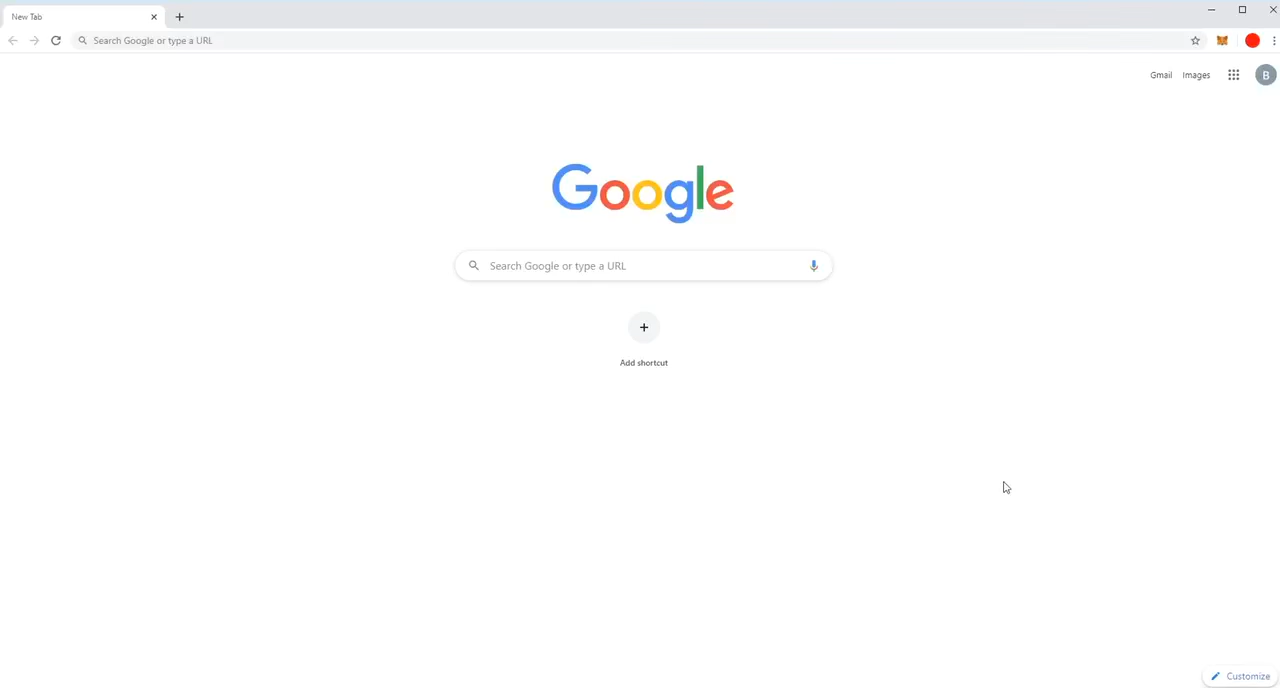 New Tab
Search Google or type a URL
Gmail Images B
Google
Search Google or type a URL
Add shortcut
Customize